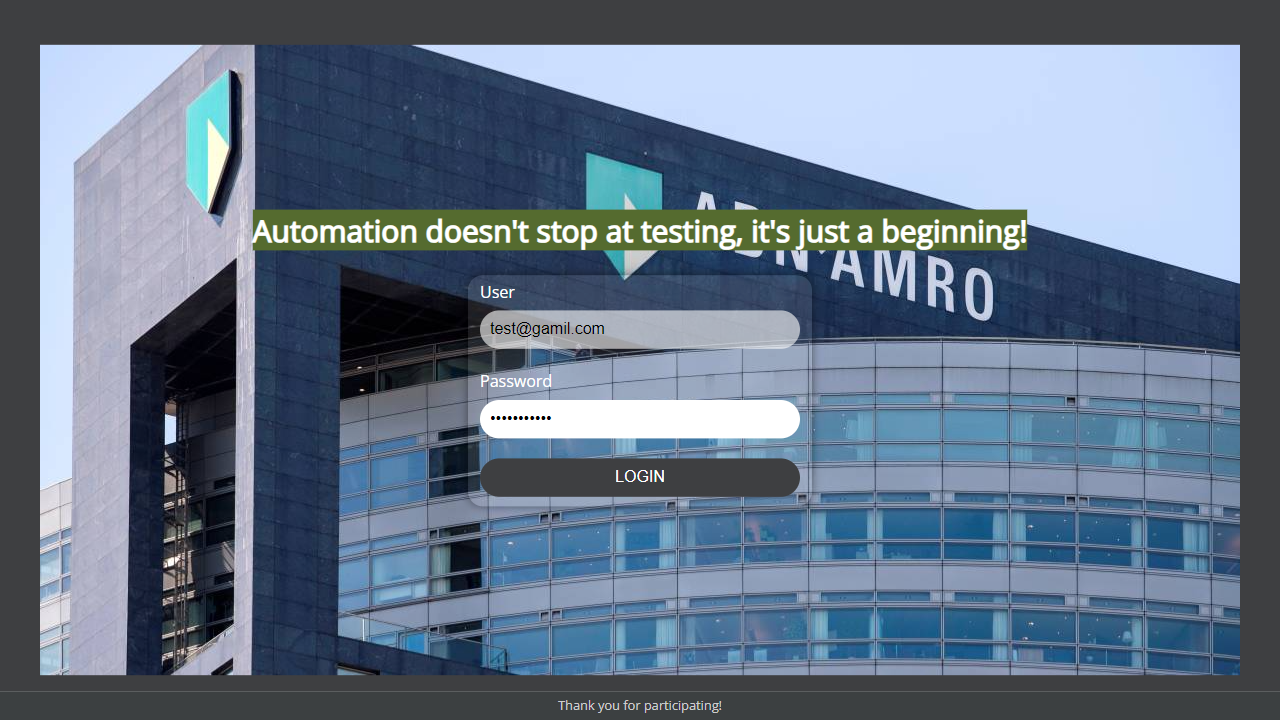 Automation doesn't stop at testing, it's just a beginning!
ABN·AMRO
User
test@gamil.com
Password
•••••••••••
LOGIN
Thank you for participating!